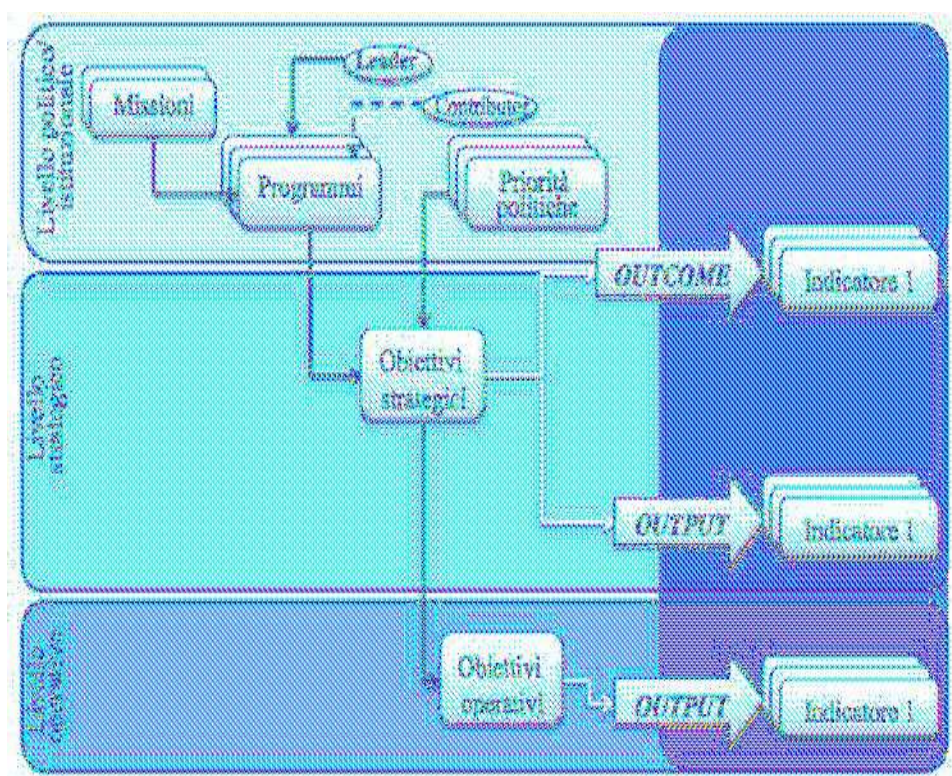 Livello politico/
istituzionale
Missioni
Leader
Contributor
Programmi
Priorità
politiche
OUTCOME
Indicatore 1
Livello
strategico
Obiettivi
strategici
OUTPUT
Indicatore 1
Livello
operativo
Obiettivi
operativi
OUTPUT
Indicatore 1